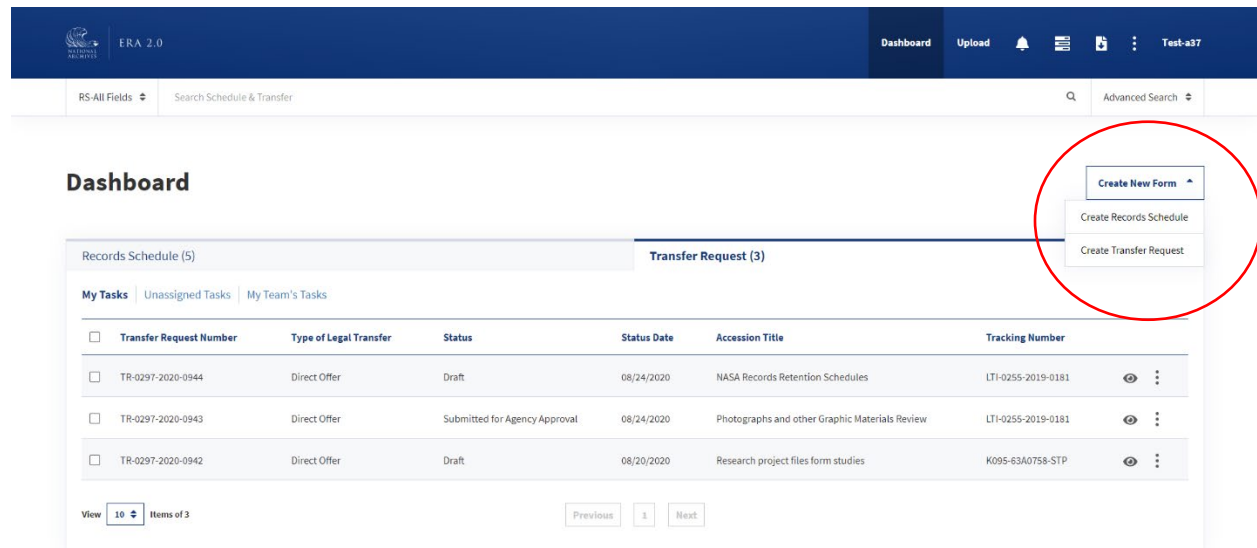 NATIONAL ARCHIVES ERA 2.0 Dashboard Upload Test-a37
RS-All Fields Search Schedule & Transfer Advanced Search
Dashboard
Create New Form
Create Records Schedule
Create Transfer Request
Records Schedule (5) Transfer Request (3)
My Tasks Unassigned Tasks My Team's Tasks
Transfer Request Number Type of Legal Transfer Status Status Date Accession Title Tracking Number
TR-0297-2020-0944 Direct Offer Draft 08/24/2020 NASA Records Retention Schedules LTI-0255-2019-0181
TR-0297-2020-0943 Direct Offer Submitted for Agency Approval 08/24/2020 Photographs and other Graphic Materials Review LTI-0255-2019-0181
TR-0297-2020-0942 Direct Offer Draft 08/20/2020 Research project files form studies K095-63A0758-STP
View 10 Items of 3 Previous 1 Next